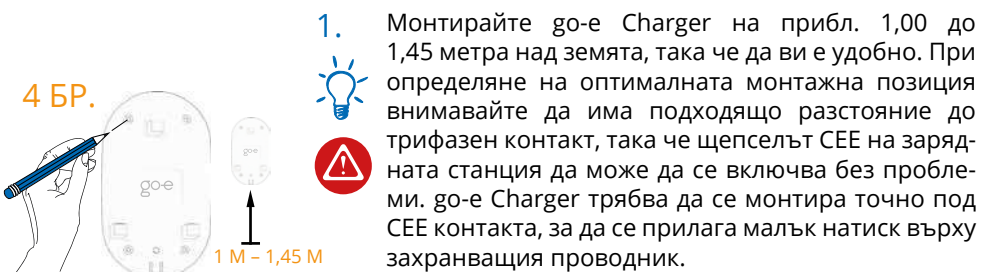 1.
Монтирайте go-e Charger на прибл. 1,00 до
1,45 метра над земята, така че да ви е удобно. При
определяне на оптималната монтажна позиция
внимавайте да има подходящо разстояние до
трифазен контакт, така че щепселът CEE на заряд-
ната станция да може да се включва без пробле-
ми. go-e Charger трябва да се монтира точно под
CEE контакта, за да се прилага малък натиск върху
захранващия проводник.
4 БР.
go-e
go-e
1 М – 1,45 М